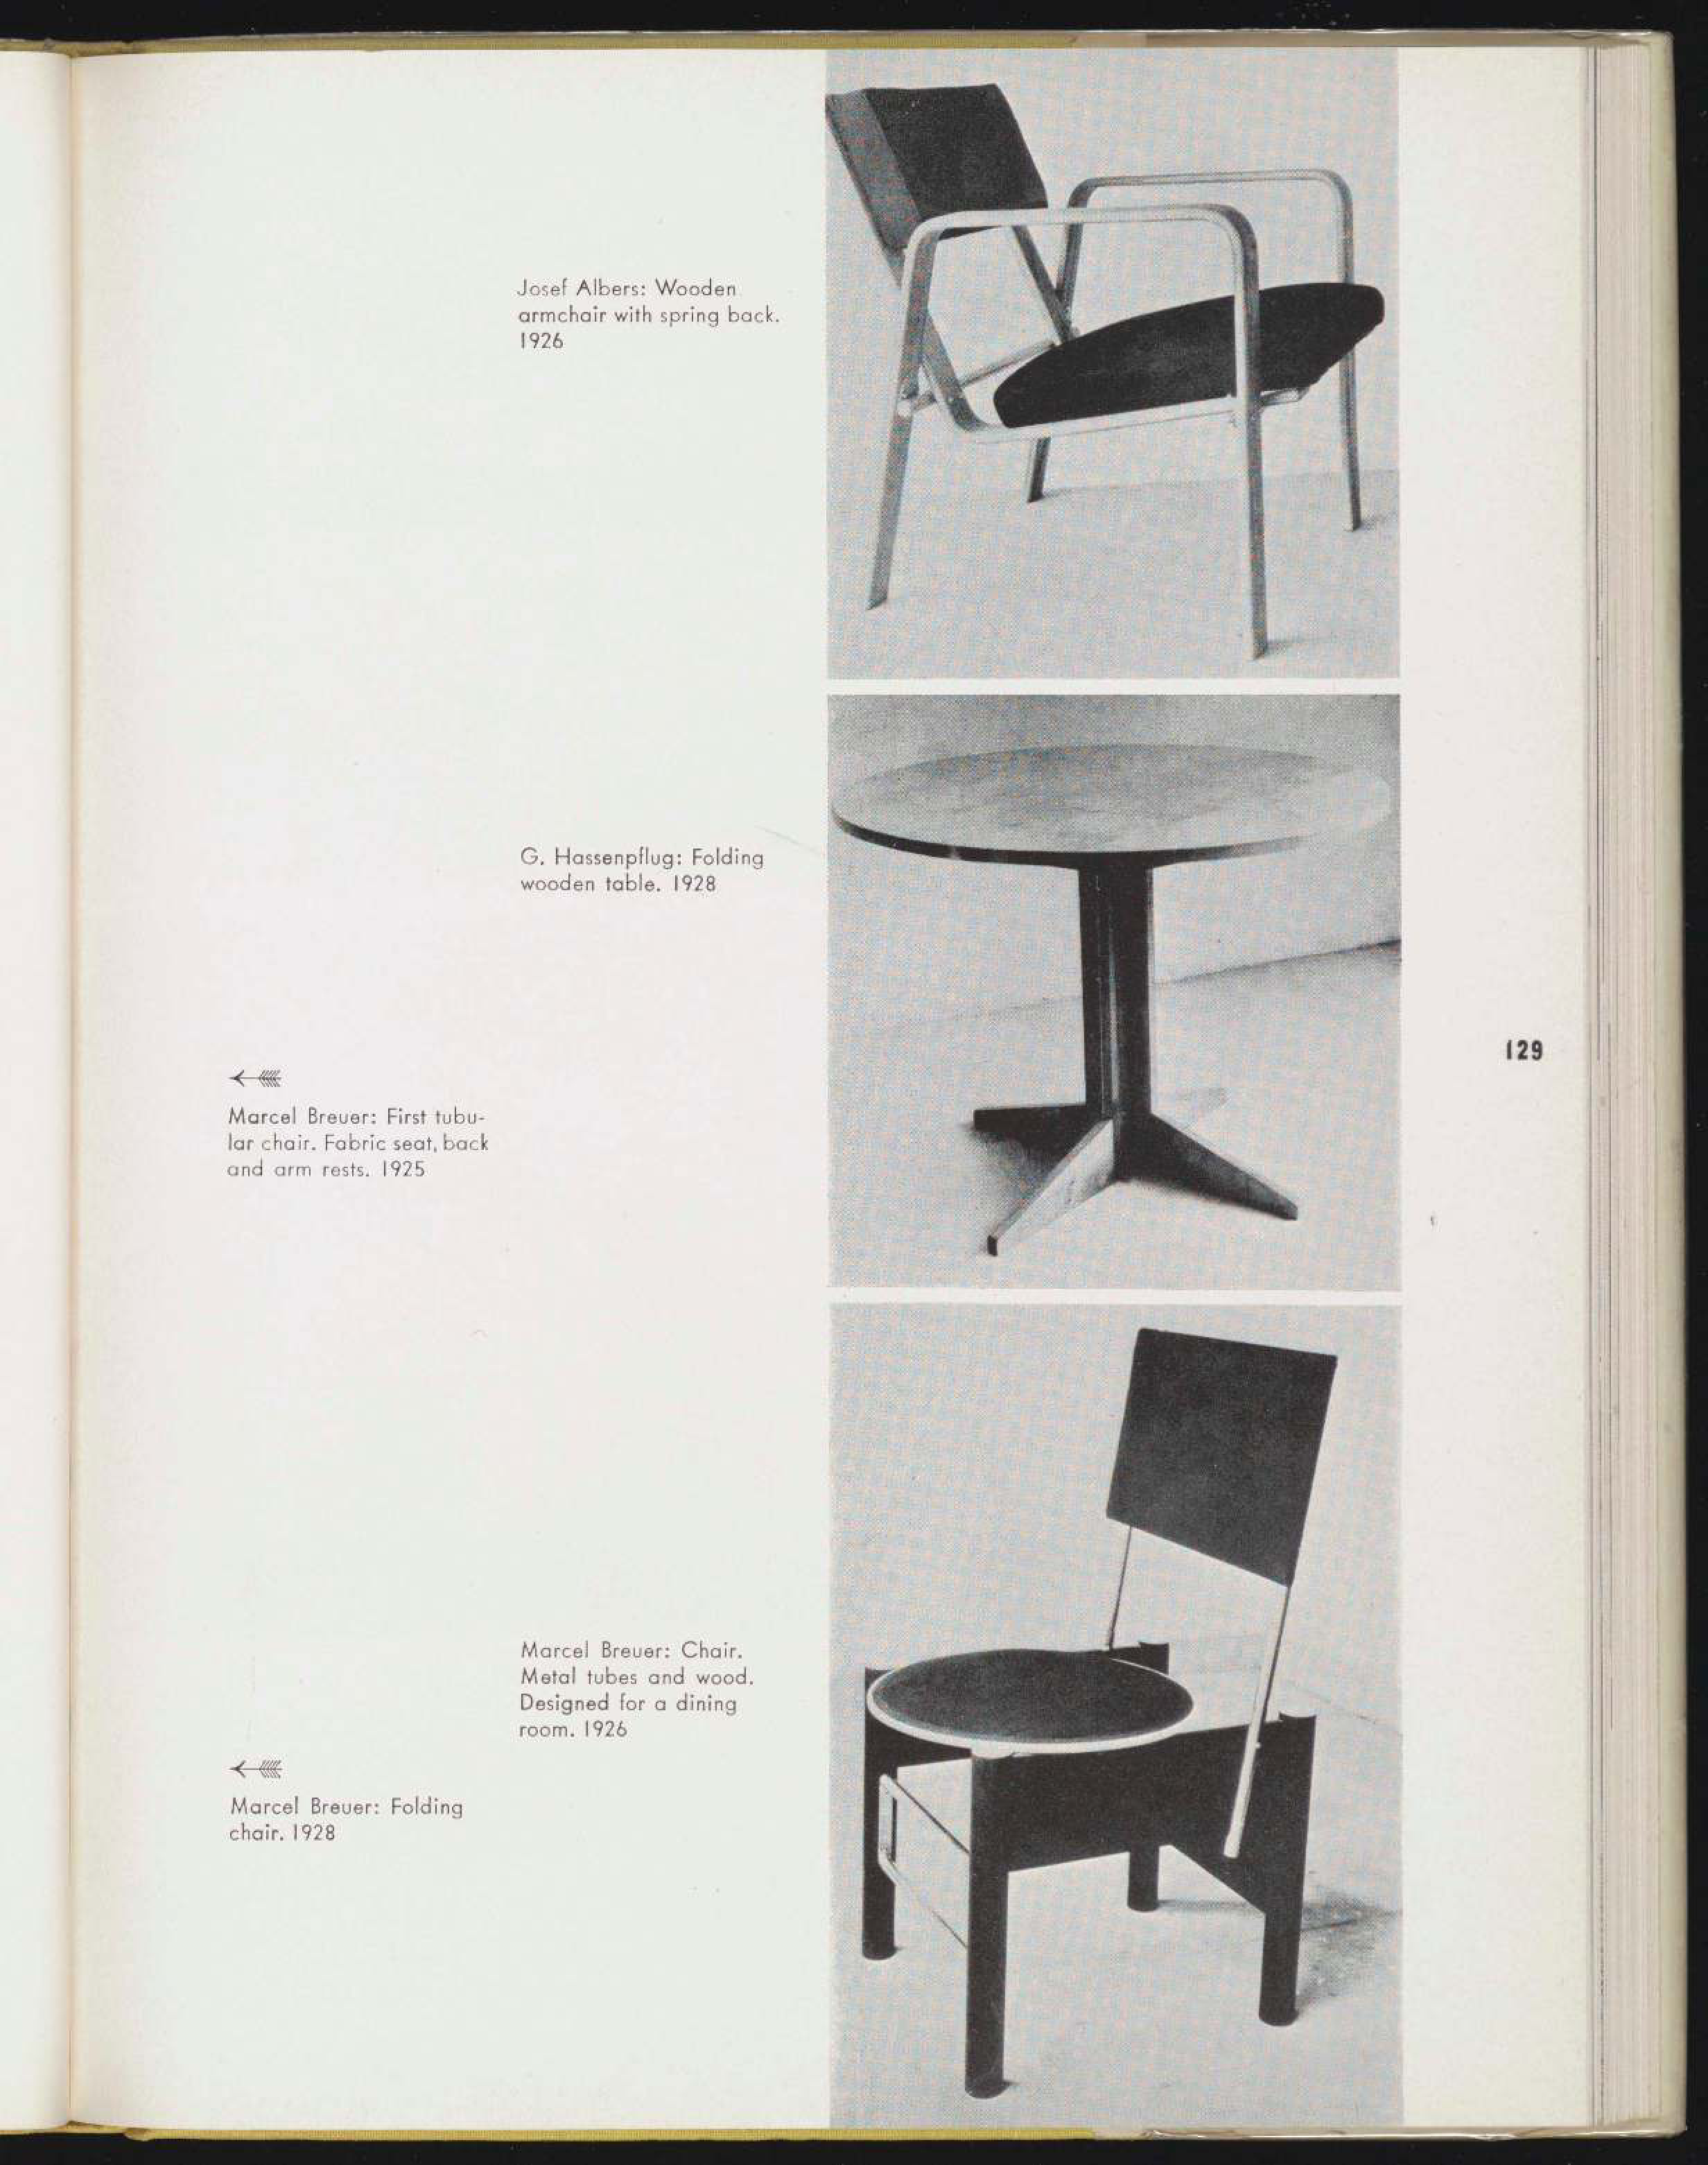 Josef Albers: Wooden
armchair with spring back.
1926
G. Hassenpflug: Folding
wooden table. 1928
129
Marcel Breuer: First tubu-
lar chair. Fabric seat, back
and arm rests. 1925
Marcel Breuer: Chair.
Metal tubes and wood.
Designed for a dining
room. 1926
Marcel Breuer: Folding
chair. 1928